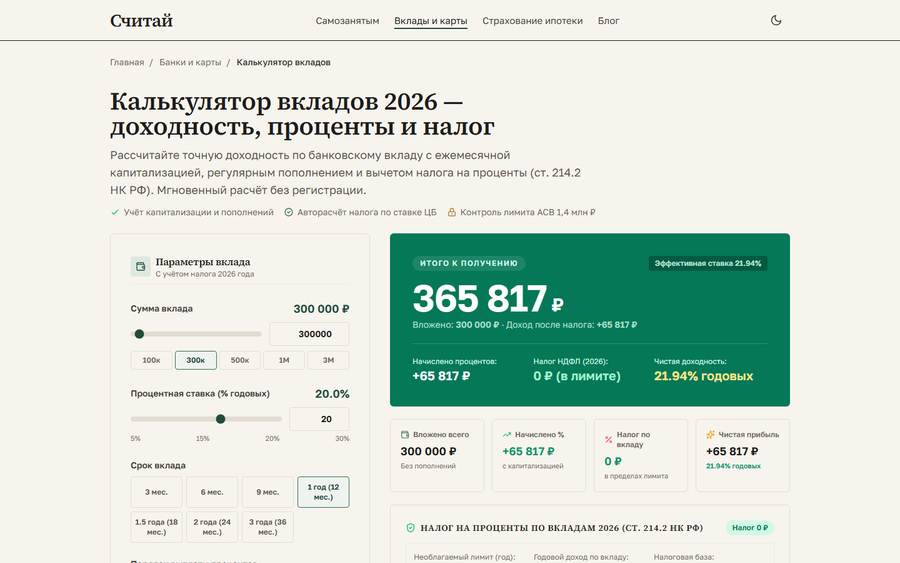 Считай
Самозанятым
Вклады и карты
Страхование ипотеки
Блог
Главная / Банки и карты / Калькулятор вкладов
Калькулятор вкладов 2026 —
доходность, проценты и налог
Рассчитайте точную доходность по банковскому вкладу с ежемесячной
капитализацией, регулярным пополнением и вычетом налога на проценты (ст. 214.2
НК РФ). Мгновенный расчёт без регистрации.
Учёт капитализации и пополнений
Авторасчёт налога по ставке ЦБ
Контроль лимита АСВ 1,4 млн ₽
Параметры вклада
С учётом налога 2026 года
Сумма вклада
300 000 ₽
300000
100к
300к
500к
1М
3М
Процентная ставка (% годовых)
20.0%
20
5%
15%
20%
30%
Срок вклада
3 мес.
6 мес.
9 мес.
1 год (12
мес.)
1.5 года (18
мес.)
2 года (24
мес.)
3 года (36
мес.)
ИТОГО К ПОЛУЧЕНИЮ
Эффективная ставка 21.94%
365 817 ₽
Вложено: 300 000 ₽ · Доход после налога: +65 817 ₽
Начислено процентов:
+65 817 ₽
Налог НДФЛ (2026):
0 ₽ (в лимите)
Чистая доходность:
21.94% годовых
Вложено всего
300 000 ₽
Без пополнений
Начислено %
+65 817 ₽
с капитализацией
Налог по
вкладу
0 ₽
в пределах лимита
Чистая прибыль
+65 817 ₽
21.94% годовых
НАЛОГ НА ПРОЦЕНТЫ ПО ВКЛАДАМ 2026 (СТ. 214.2 НК РФ)
Налог 0 ₽
Необлагаемый лимит (год):
Годовой доход по вкладу:
Налоговая база: